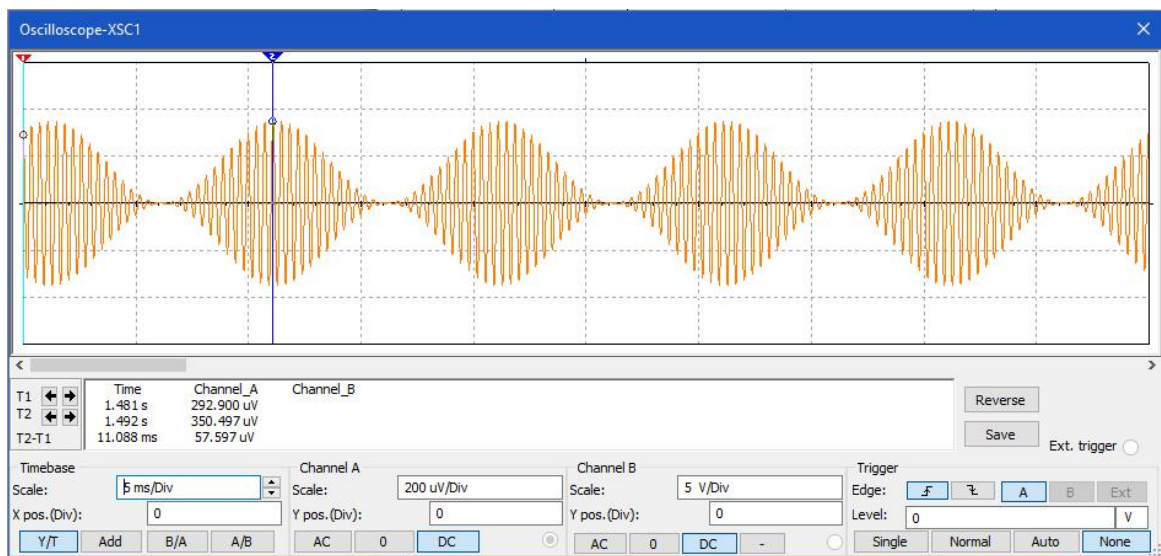 Oscilloscope-XSC1
1
2
Time Channel_A Channel_B
T1 1.481 s 292.900 uV
T2 1.492 s 350.497 uV
T2-T1 11.088 ms 57.597 uV
Reverse
Save
Ext. trigger
Timebase
Scale: 5 ms/Div
X pos.(Div): 0
Y/T Add B/A A/B
Channel A
Scale: 200 uV/Div
Y pos.(Div): 0
AC 0 DC
Channel B
Scale: 5 V/Div
Y pos.(Div): 0
AC 0 DC -
Trigger
Edge: A B Ext
Level: 0 V
Single Normal Auto None